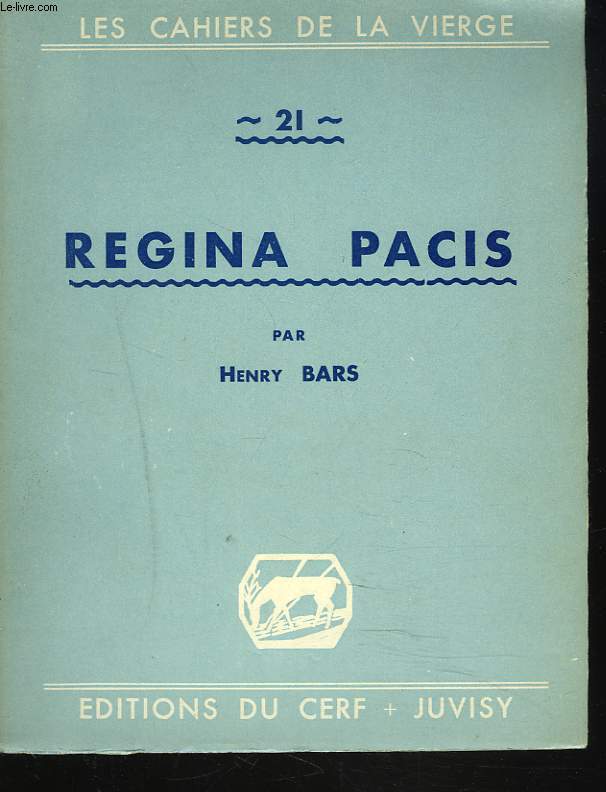 Le-livre.com
LES CAHIERS DE LA VIERGE
~ 21 ~
REGINA PACIS
PAR
HENRY BARS
EDITIONS DU CERF + JUVISY